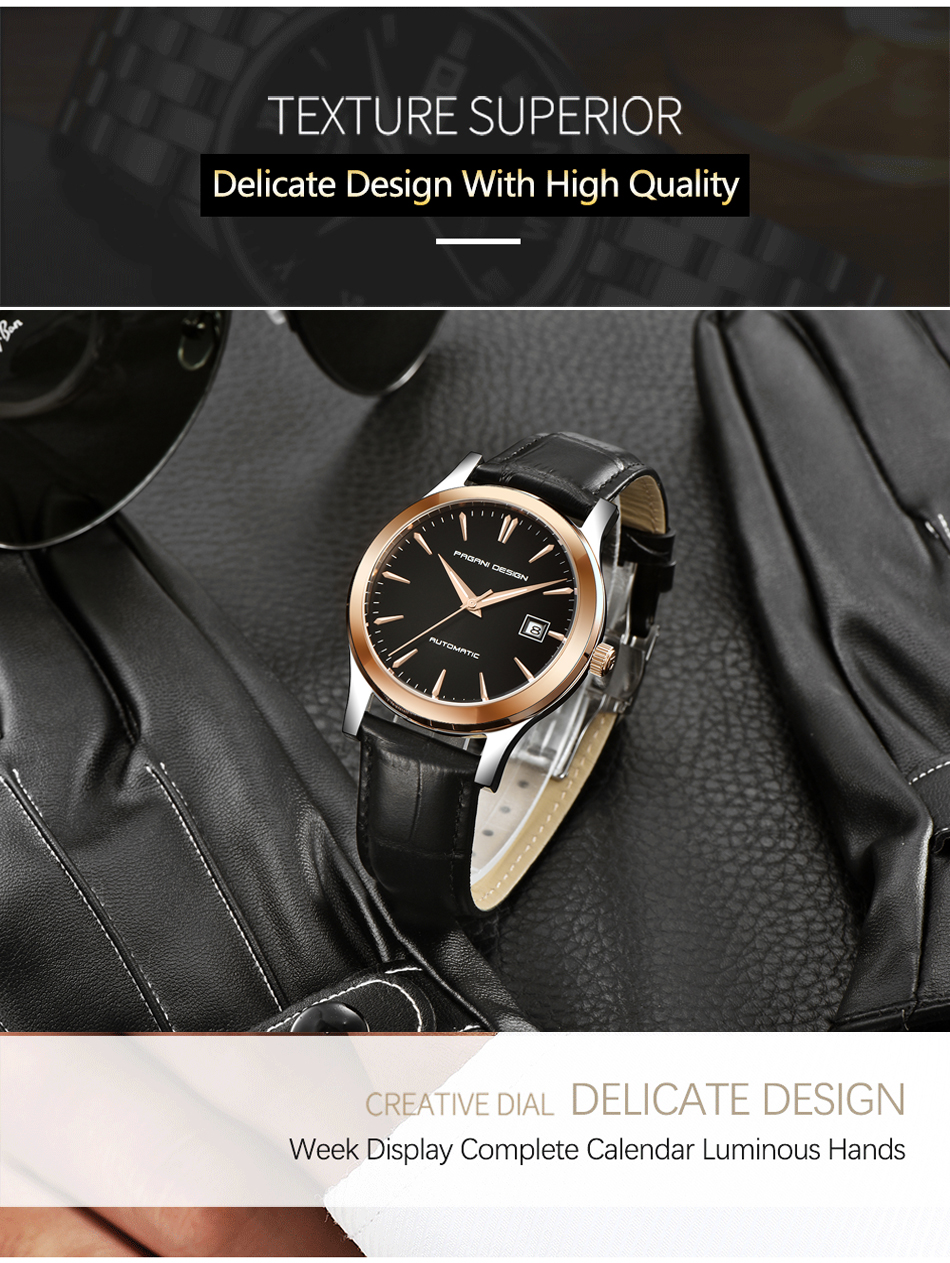 TEXTURE SUPERIOR
Delicate Design With High Quality
PAGANI DESIGN
8
AUTOMATIC
CREATIVE DIAL DELICATE DESIGN
Week Display Complete Calendar Luminous Hands